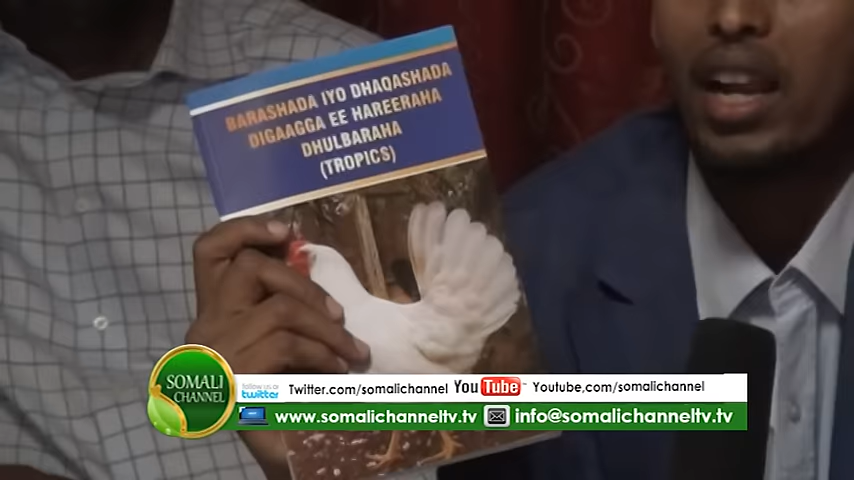 BARASHADA IYO DHAQASHADA
DIGAAGGA EE HAREERAHA
DHULBARAHA
(TROPICS)
SOMALI
CHANNEL
follow us on
twitter
Twitter.com/somalichannel
YouTube
Youtube,com/somalichannel
www.somalichanneltv.tv
info@somalichanneltv.tv